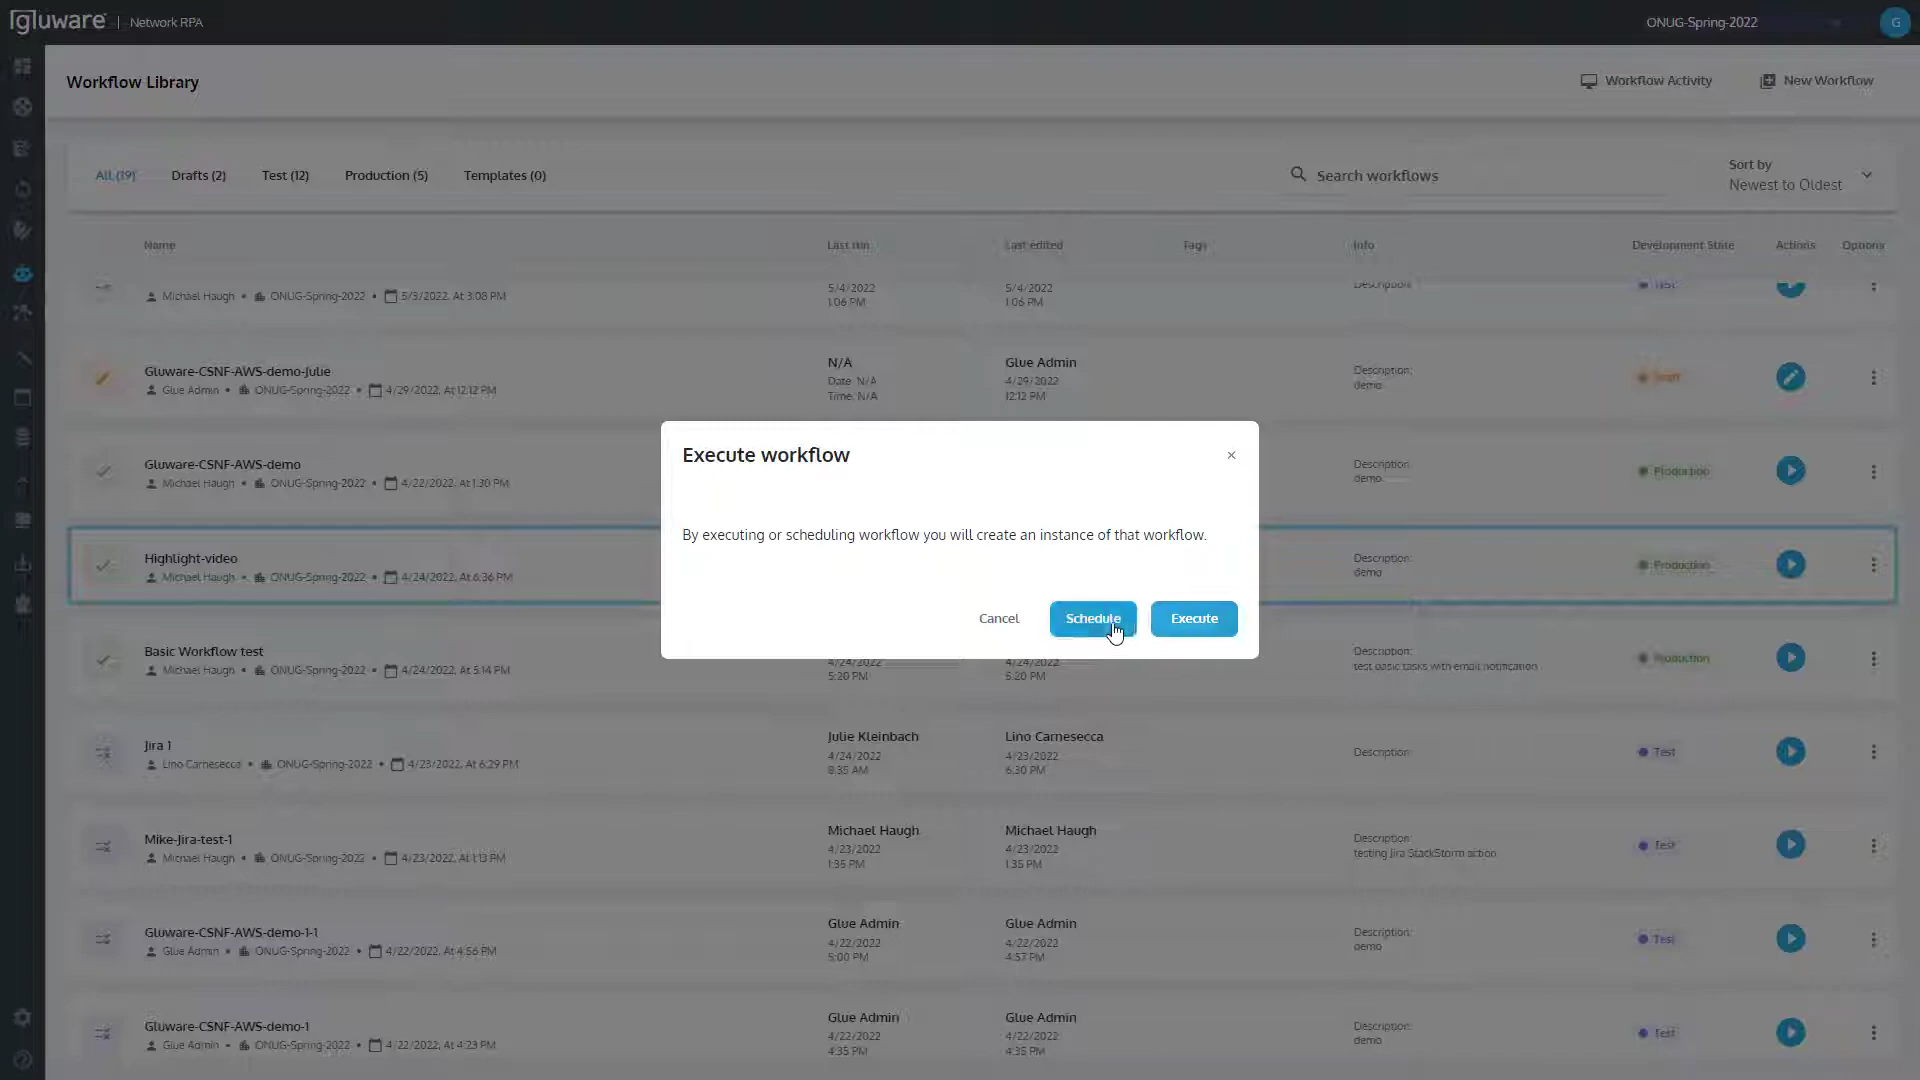 gluware | Network RPA
ONUG-Spring-2022
G
Workflow Library
Workflow Activity
New Workflow
All (19)
Drafts (2)
Test (12)
Production (5)
Templates (0)
Search workflows
Sort by
Newest to Oldest
Name
Last run
Last edited
Tags
Info
Development State
Actions
Options
Michael Haugh • ONUG-Spring-2022 • 5/3/2022, At 3:08 PM
5/4/2022
1:06 PM
5/4/2022
1:06 PM
Description:
Test
Gluware-CSNF-AWS-demo-Julie
Glue Admin • ONUG-Spring-2022 • 4/29/2022, At 12:12 PM
N/A
Date: N/A
Time: N/A
Glue Admin
4/29/2022
12:12 PM
Description:
demo
Draft
Gluware-CSNF-AWS-demo
Michael Haugh • ONUG-Spring-2022 • 4/22/2022, At 1:30 PM
Description:
demo
Production
Highlight-video
Michael Haugh • ONUG-Spring-2022 • 4/24/2022, At 6:36 PM
Description:
demo
Production
Execute workflow
×
By executing or scheduling workflow you will create an instance of that workflow.
Cancel
Schedule
Execute
Basic Workflow test
Michael Haugh • ONUG-Spring-2022 • 4/24/2022, At 5:14 PM
4/24/2022
5:20 PM
4/24/2022
5:20 PM
test basic tasks with email notification
Production
Jira 1
Lino Carnesecca • ONUG-Spring-2022 • 4/23/2022, At 6:29 PM
Julie Kleinbach
4/24/2022
8:35 AM
Lino Carnesecca
4/23/2022
6:30 PM
Description:
Test
Mike-Jira-test-1
Michael Haugh • ONUG-Spring-2022 • 4/23/2022, At 1:13 PM
Michael Haugh
4/23/2022
1:35 PM
Michael Haugh
4/23/2022
1:35 PM
Description:
testing Jira StackStorm action
Test
Gluware-CSNF-AWS-demo-1-1
Glue Admin • ONUG-Spring-2022 • 4/22/2022, At 4:56 PM
Glue Admin
4/22/2022
5:00 PM
Glue Admin
4/22/2022
4:57 PM
Description:
demo
Test
Gluware-CSNF-AWS-demo-1
Glue Admin • ONUG-Spring-2022 • 4/22/2022, At 4:23 PM
Glue Admin
4/22/2022
4:35 PM
Glue Admin
4/22/2022
4:35 PM
Description:
demo
Test